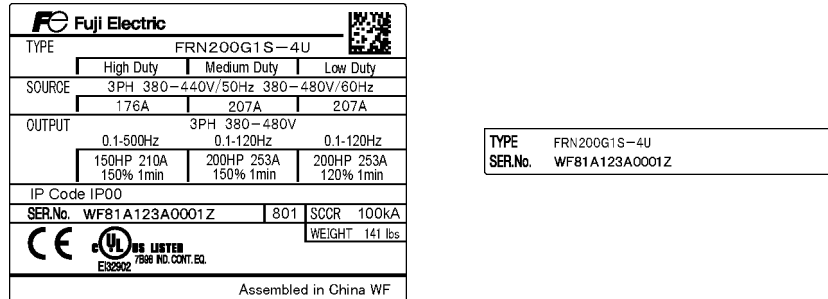 Fe Fuji Electric
TYPE FRN200G1S-4U
High Duty Medium Duty Low Duty
SOURCE 3PH 380-440V/50Hz 380-480V/60Hz
176A 207A 207A
OUTPUT 3PH 380-480V
0.1-500Hz 0.1-120Hz 0.1-120Hz
150HP 210A 200HP 253A 200HP 253A
150% 1min 150% 1min 120% 1min
IP Code IP00
SER.No. WF81A123A0001Z 801 SCCR 100kA
WEIGHT 141 lbs
CE c UL us LISTED
E132902 7B98 IND. CONT. EQ.
Assembled in China WF
TYPE FRN200G1S-4U
SER.No. WF81A123A0001Z